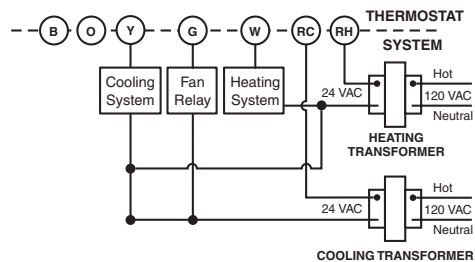 THERMOSTAT
B O Y G W RC RH
SYSTEM
Cooling
System
Fan
Relay
Heating
System
24 VAC
Hot
120 VAC
Neutral
HEATING
TRANSFORMER
24 VAC
Hot
120 VAC
Neutral
COOLING TRANSFORMER